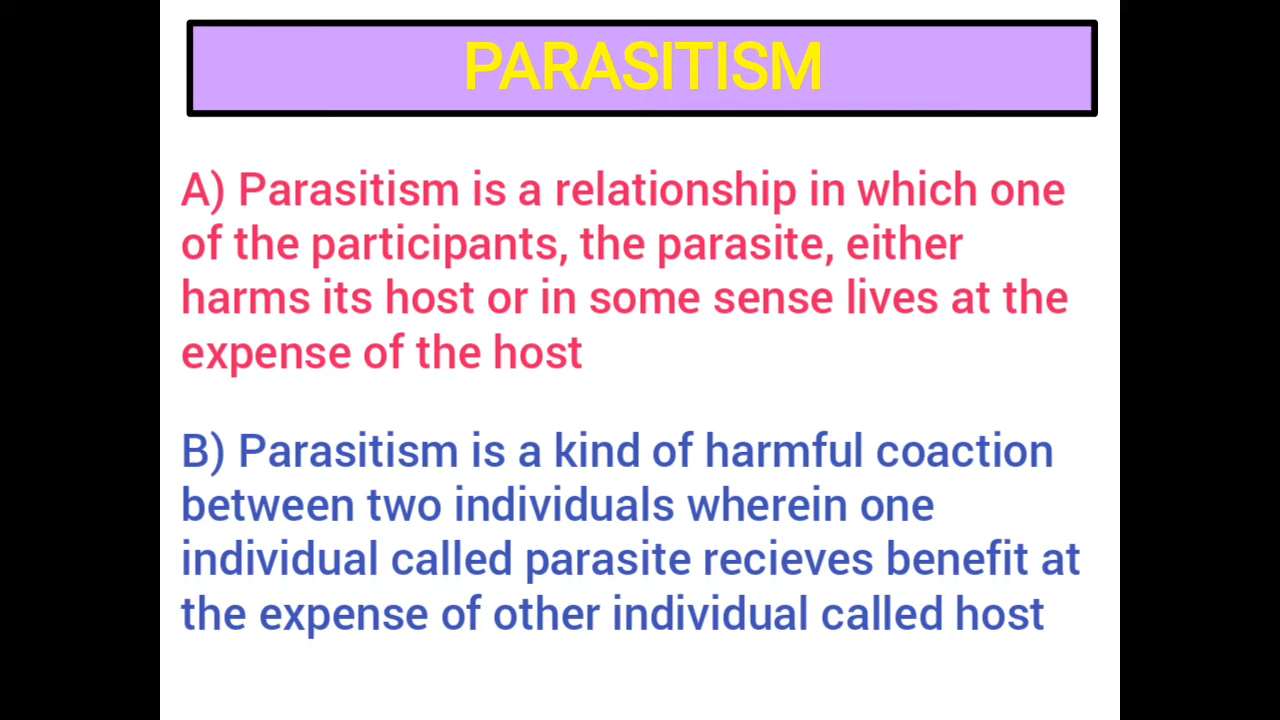 PARASITISM
A) Parasitism is a relationship in which one
of the participants, the parasite, either
harms its host or in some sense lives at the
expense of the host
B) Parasitism is a kind of harmful coaction
between two individuals wherein one
individual called parasite recieves benefit at
the expense of other individual called host